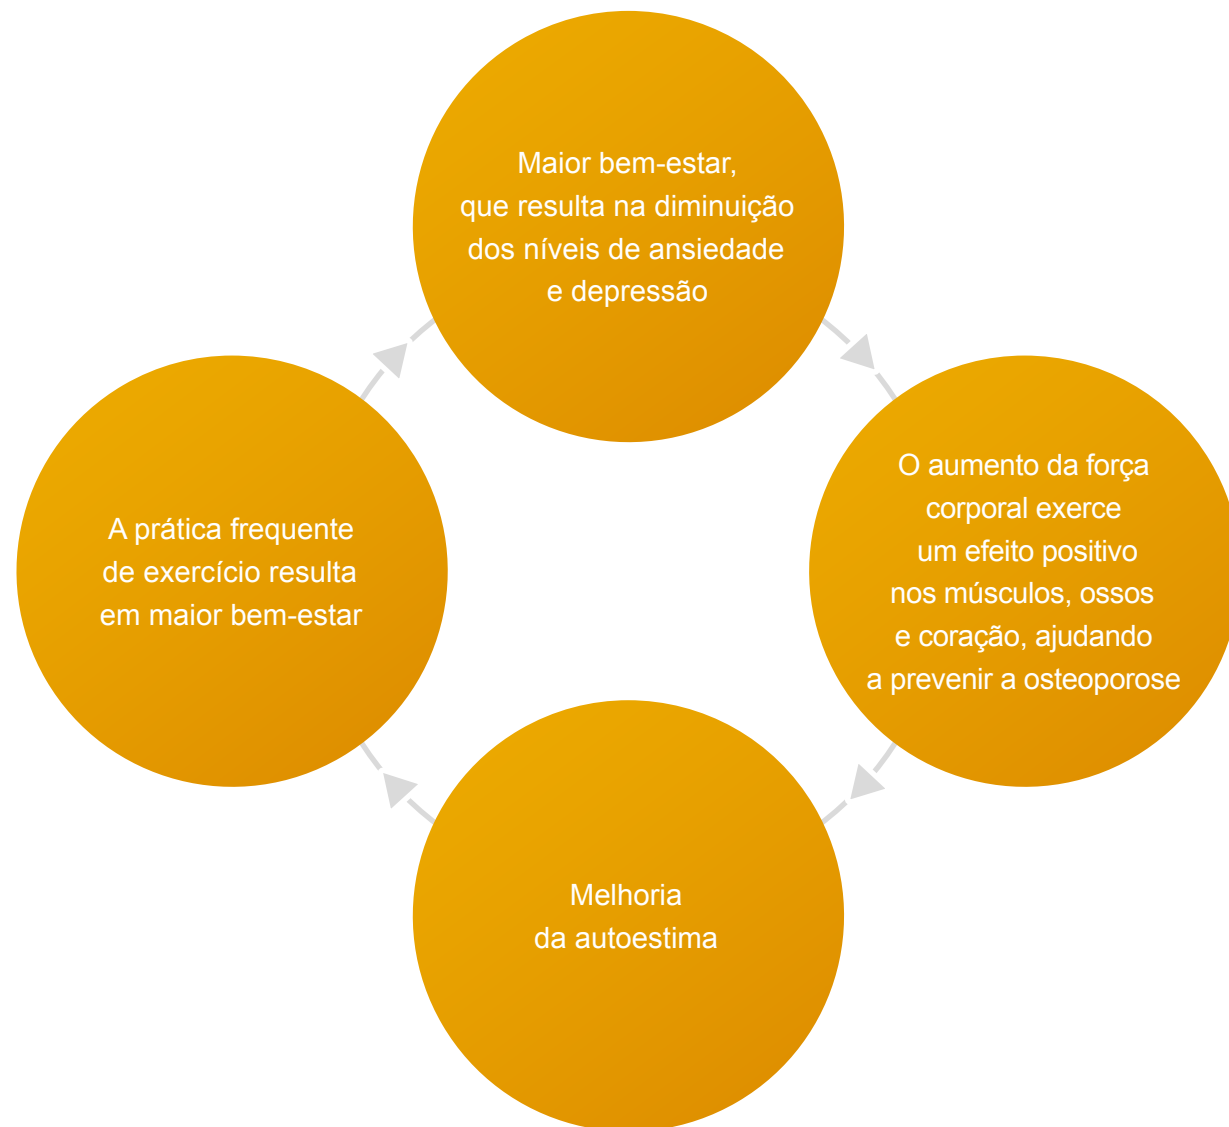 Maior bem-estar,
que resulta na diminuição
dos níveis de ansiedade
e depressão
O aumento da força
corporal exerce
um efeito positivo
nos músculos, ossos
e coração, ajudando
a prevenir a osteoporose
Melhoria
da autoestima
A prática frequente
de exercício resulta
em maior bem-estar